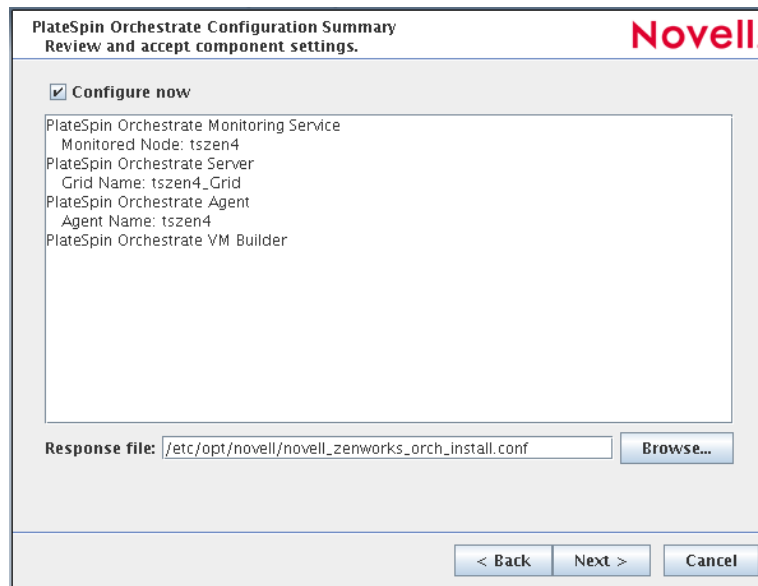 PlateSpin Orchestrate Configuration Summary
Review and accept component settings.
Novell.
Configure now
PlateSpin Orchestrate Monitoring Service
Monitored Node: tszen4
PlateSpin Orchestrate Server
Grid Name: tszen4_Grid
PlateSpin Orchestrate Agent
Agent Name: tszen4
PlateSpin Orchestrate VM Builder
Response file: /etc/opt/novell/novell_zenworks_orch_install.conf Browse...
< Back Next > Cancel